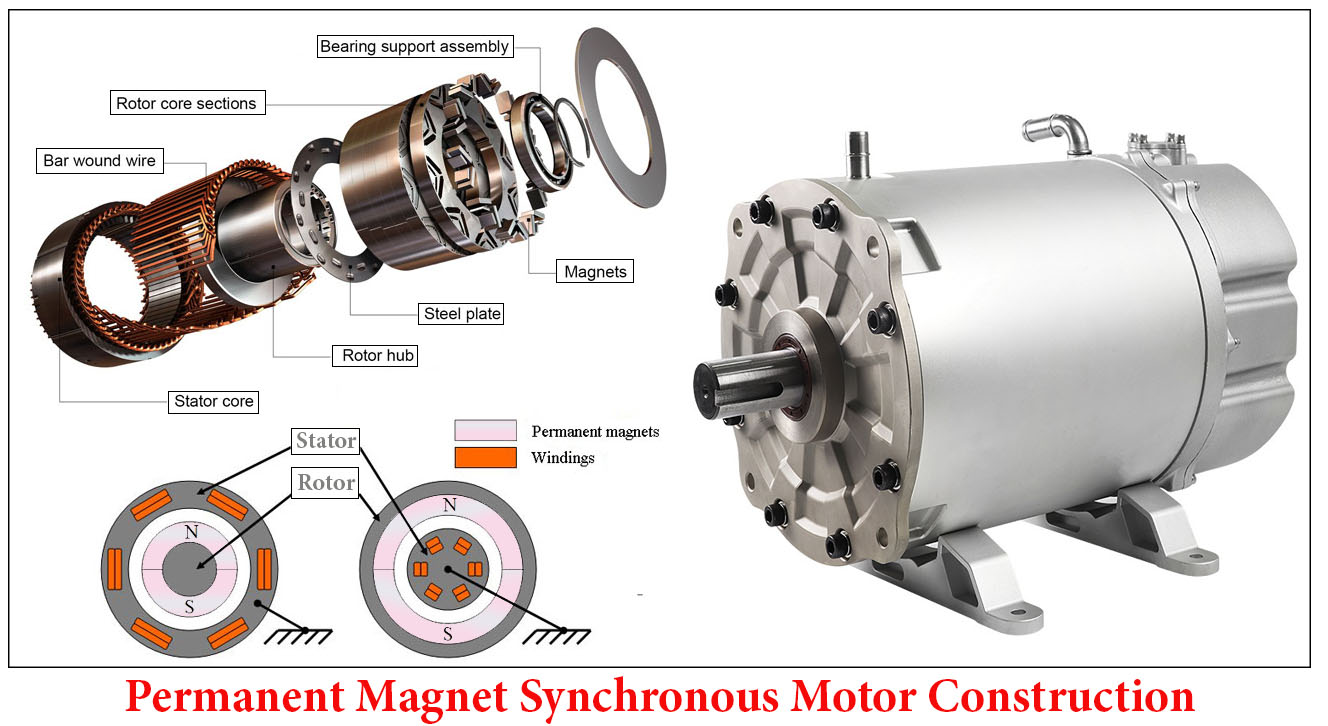 Bearing support assembly
Rotor core sections
Bar wound wire
Magnets
Steel plate
Rotor hub
Stator core
Permanent magnets
Windings
Stator
Rotor
N
S
N
S
Permanent Magnet Synchronous Motor Construction